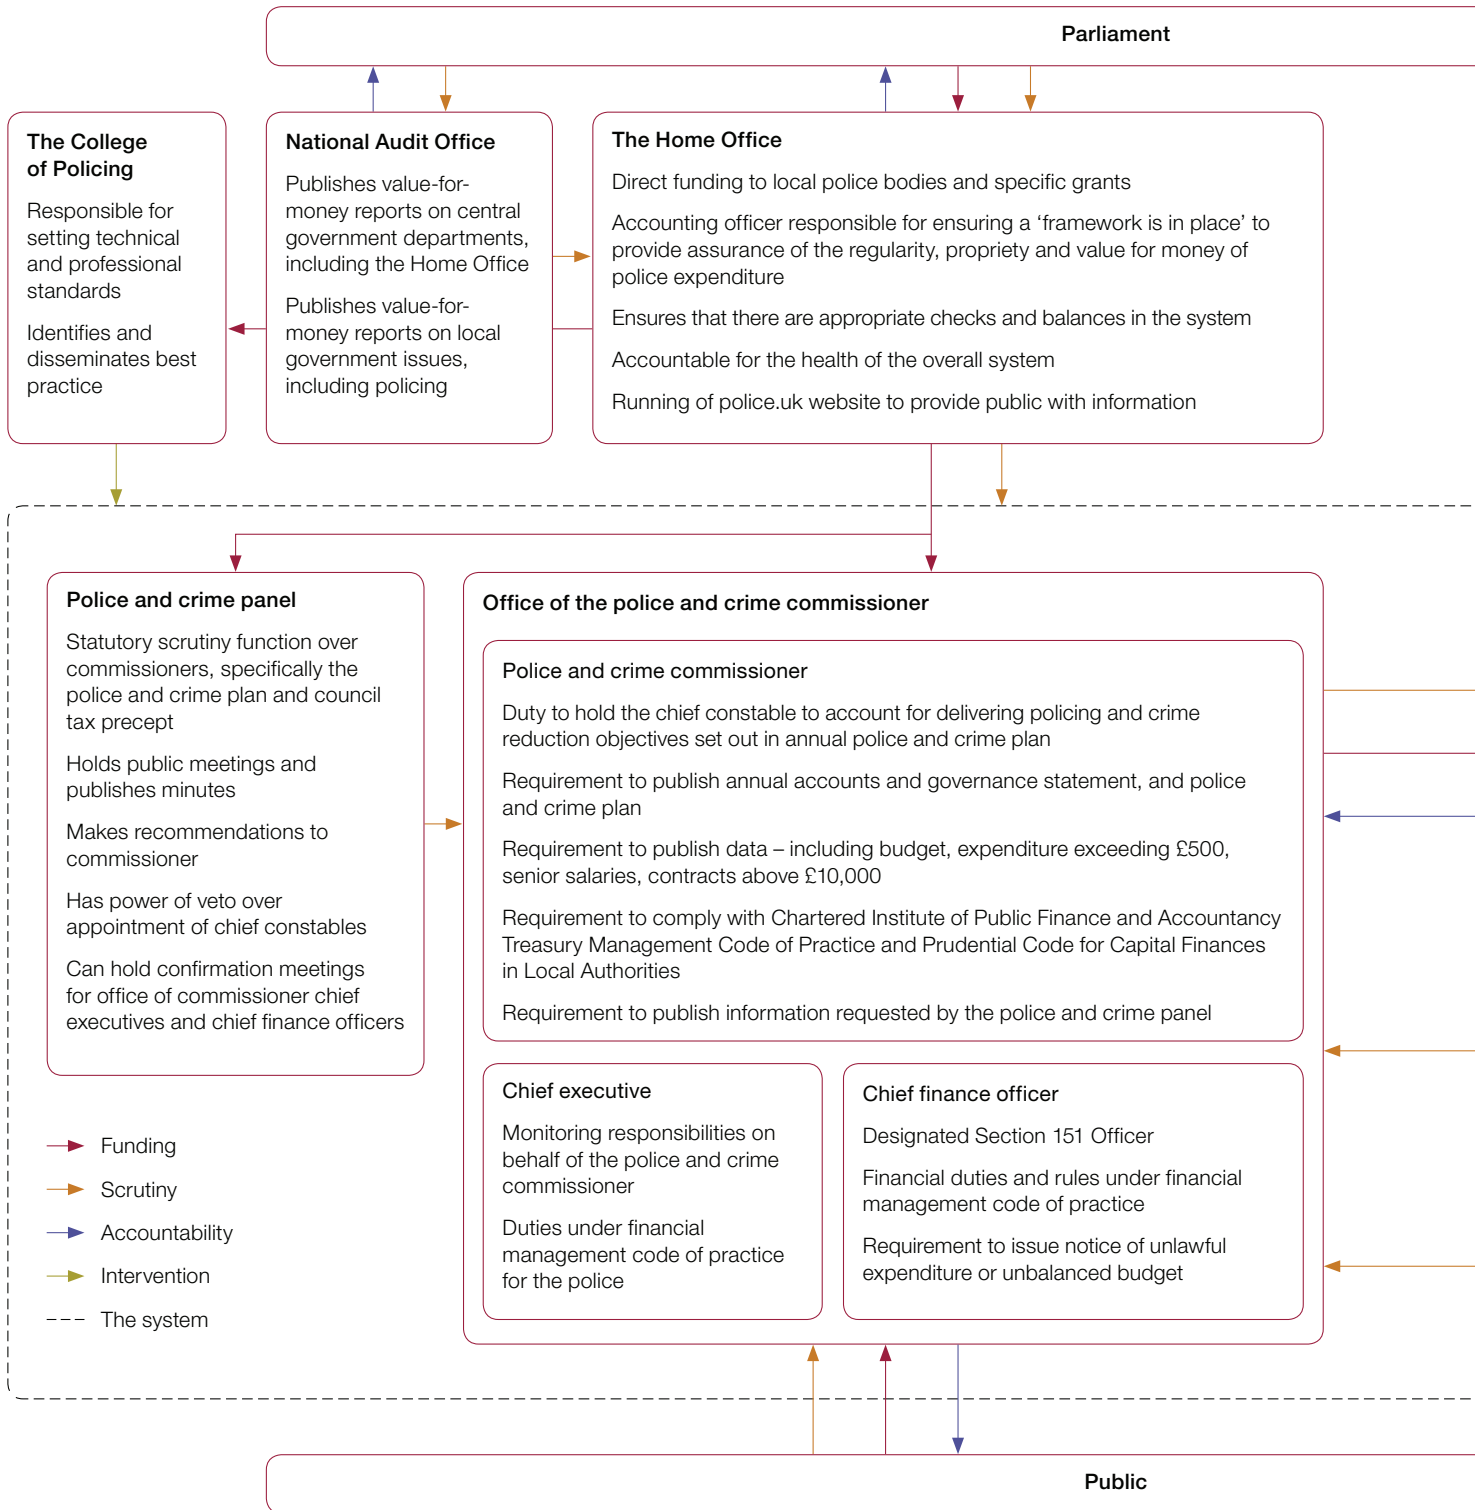 Parliament
The College
of Policing
Responsible for
setting technical
and professional
standards
Identifies and
disseminates best
practice
National Audit Office
Publishes value-for-
money reports on central
government departments,
including the Home Office
Publishes value-for-
money reports on local
government issues,
including policing
The Home Office
Direct funding to local police bodies and specific grants
Accounting officer responsible for ensuring a ‘framework is in place’ to
provide assurance of the regularity, propriety and value for money of
police expenditure
Ensures that there are appropriate checks and balances in the system
Accountable for the health of the overall system
Running of police.uk website to provide public with information
Police and crime panel
Statutory scrutiny function over
commissioners, specifically the
police and crime plan and council
tax precept
Holds public meetings and
publishes minutes
Makes recommendations to
commissioner
Has power of veto over
appointment of chief constables
Can hold confirmation meetings
for office of commissioner chief
executives and chief finance officers
Office of the police and crime commissioner
Police and crime commissioner
Duty to hold the chief constable to account for delivering policing and crime
reduction objectives set out in annual police and crime plan
Requirement to publish annual accounts and governance statement, and police
and crime plan
Requirement to publish data – including budget, expenditure exceeding £500,
senior salaries, contracts above £10,000
Requirement to comply with Chartered Institute of Public Finance and Accountancy
Treasury Management Code of Practice and Prudential Code for Capital Finances
in Local Authorities
Requirement to publish information requested by the police and crime panel
Chief executive
Monitoring responsibilities on
behalf of the police and crime
commissioner
Duties under financial
management code of practice
for the police
Chief finance officer
Designated Section 151 Officer
Financial duties and rules under financial
management code of practice
Requirement to issue notice of unlawful
expenditure or unbalanced budget
Funding
Scrutiny
Accountability
Intervention
The system
Public